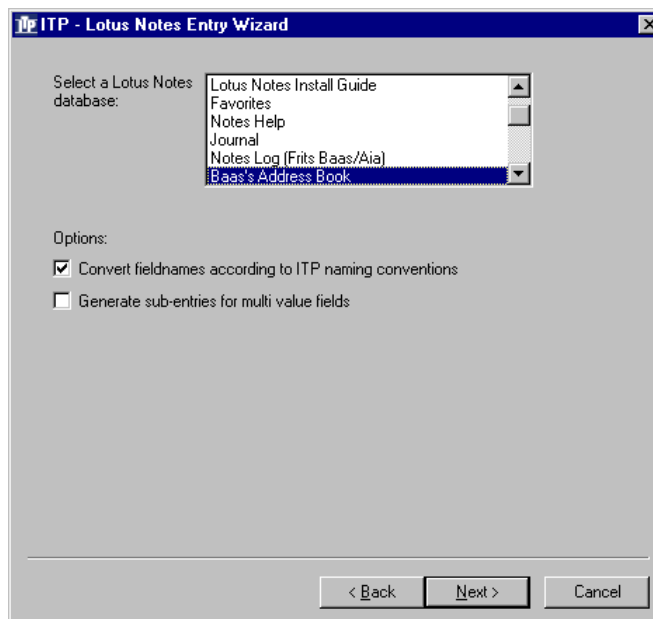 ITP - Lotus Notes Entry Wizard
Select a Lotus Notes
database:
Lotus Notes Install Guide
Favorites
Notes Help
Journal
Notes Log (Frits Baas/Aia)
Baas's Address Book
Options:
Convert fieldnames according to ITP naming conventions
Generate sub-entries for multi value fields
< Back
Next >
Cancel